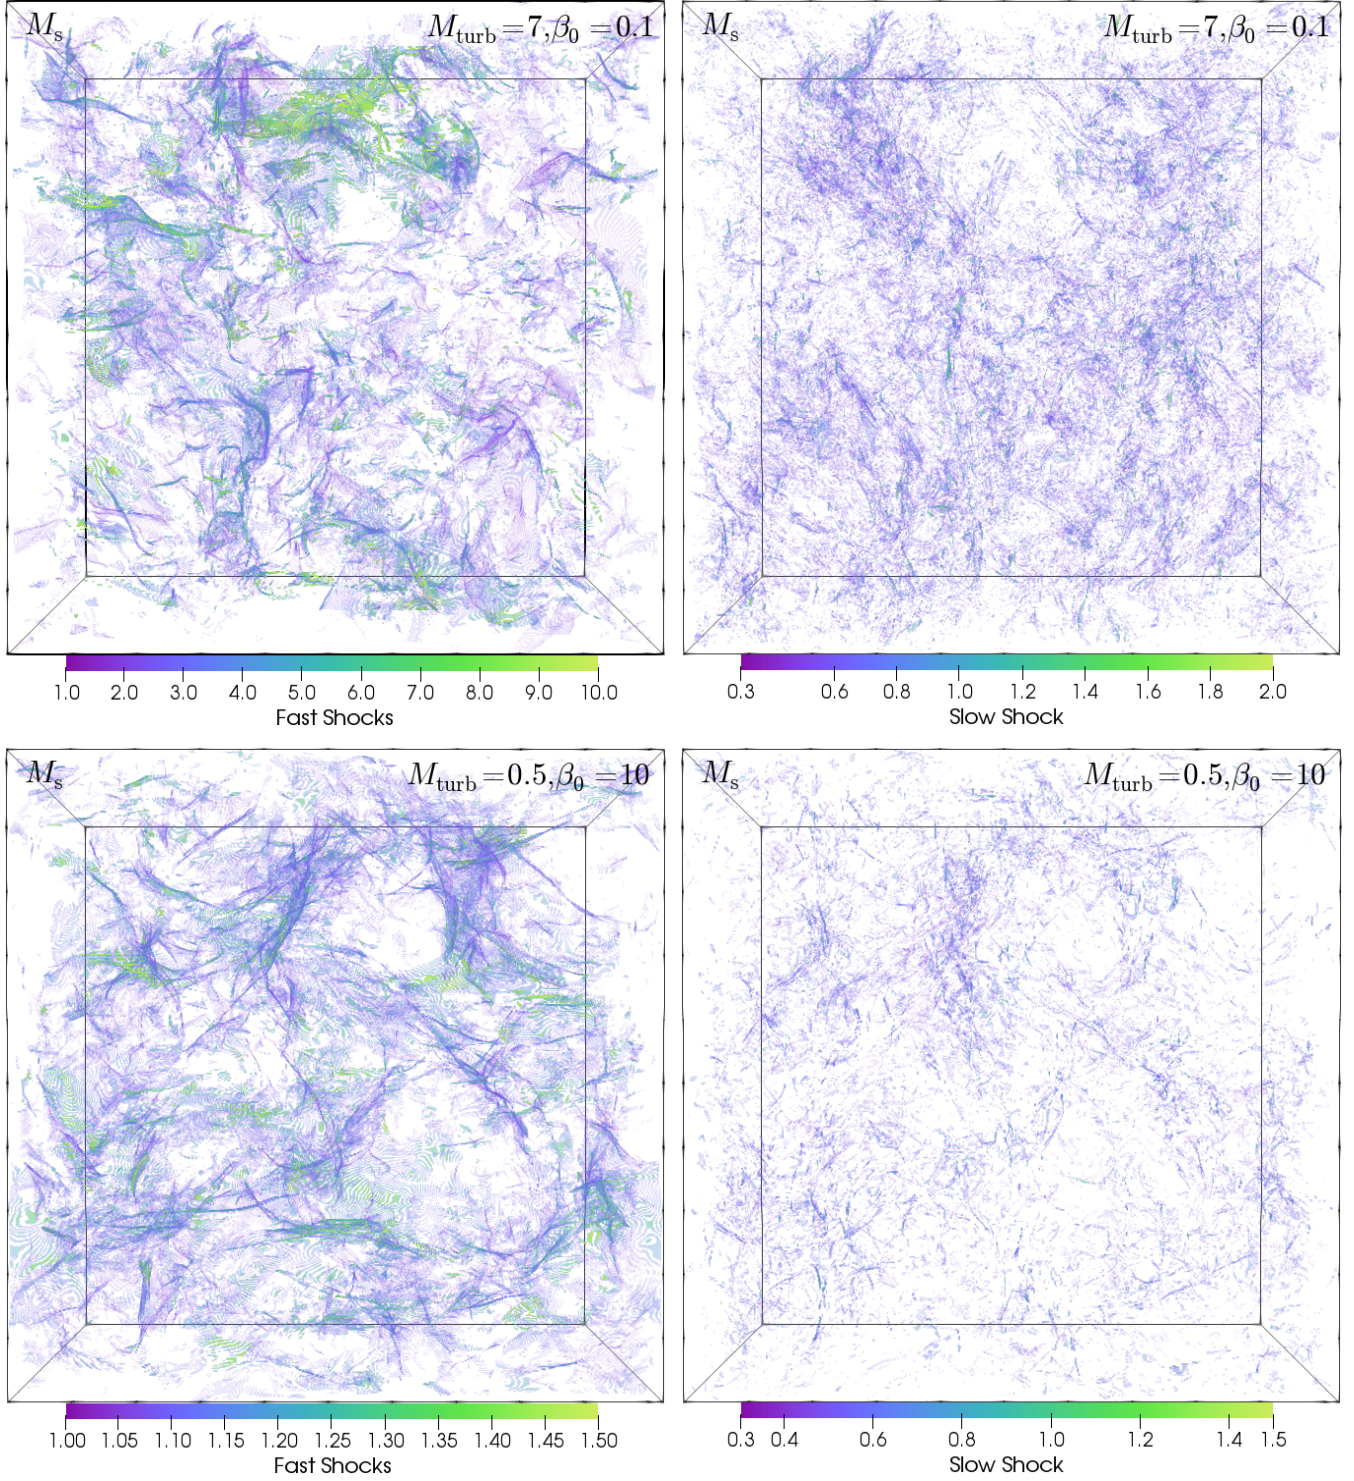 M_s M_turb=7,β₀=0.1
M_s M_turb=7,β₀=0.1
1.0 2.0 3.0 4.0 5.0 6.0 7.0 8.0 9.0 10.0
Fast Shocks
0.3 0.6 0.8 1.0 1.2 1.4 1.6 1.8 2.0
Slow Shock
M_s M_turb=0.5,β₀=10
M_s M_turb=0.5,β₀=10
1.00 1.05 1.10 1.15 1.20 1.25 1.30 1.35 1.40 1.45 1.50
Fast Shocks
0.3 0.4 0.6 0.8 1.0 1.2 1.4 1.5
Slow Shock